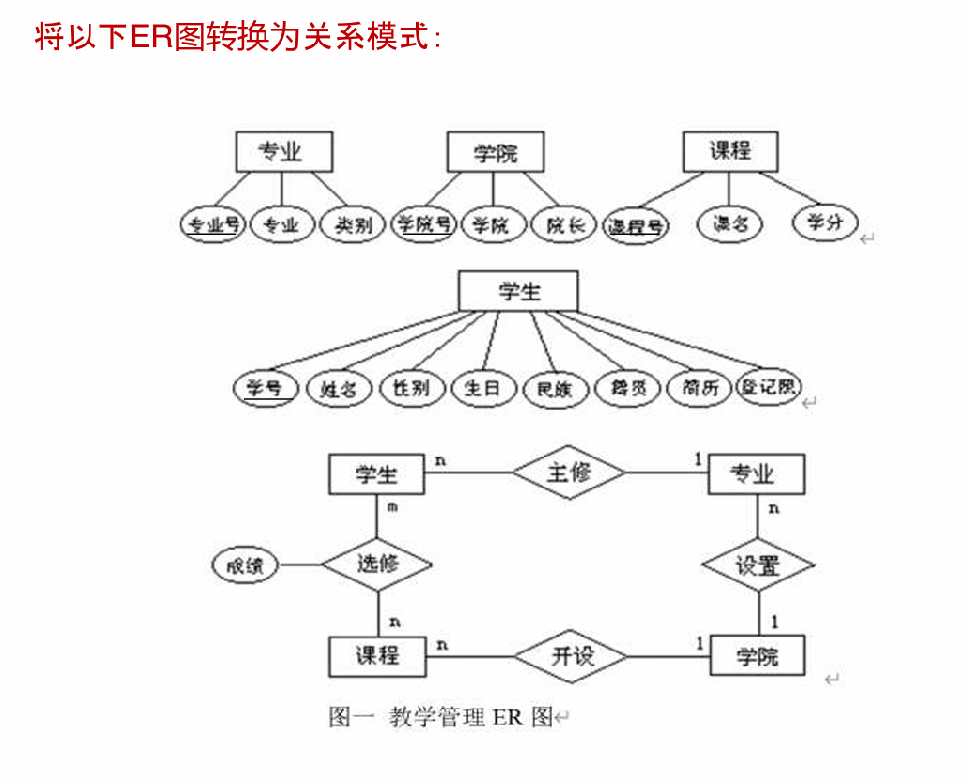 将以下ER图转换为关系模式：
专业 学院 课程
专业号 专业 类别 学院号 学院 院长 课程号 课名 学分
学生
学号 姓名 性别 生日 民族 籍贯 简历 登记照
学生 n 主修 1 专业
m n
成绩 选修 设置
n 1
课程 n 开设 1 学院
图一 教学管理 ER 图